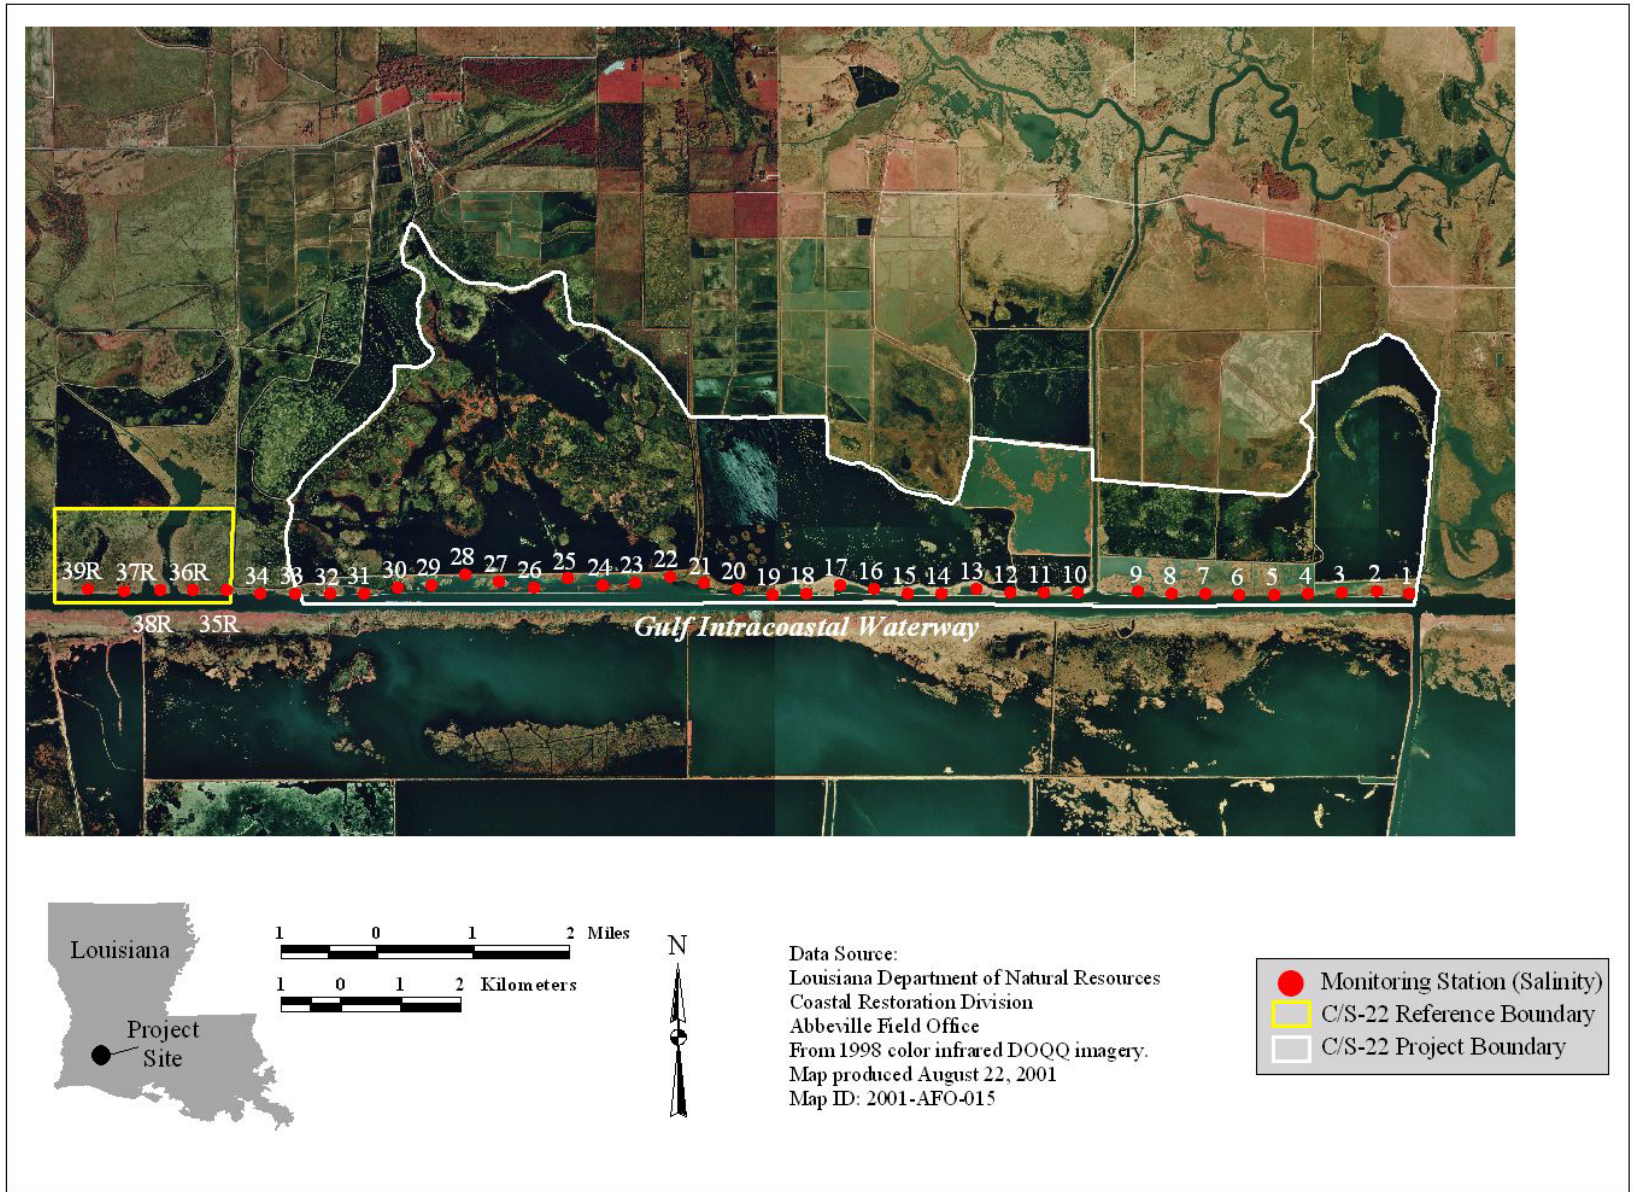 39R 37R 36R 34 33 32 31 30 29 28 27 26 25 24 23 22 21 20 19 18 17 16 15 14 13 12 11 10 9 8 7 6 5 4 3 2 1
38R 35R
Gulf Intracoastal Waterway
Louisiana
Project
Site
1 0 1 2 Miles
1 0 1 2 Kilometers
N
Data Source:
Louisiana Department of Natural Resources
Coastal Restoration Division
Abbeville Field Office
From 1998 color infrared DOQQ imagery.
Map produced August 22, 2001
Map ID: 2001-AFO-015
Monitoring Station (Salinity)
C/S-22 Reference Boundary
C/S-22 Project Boundary